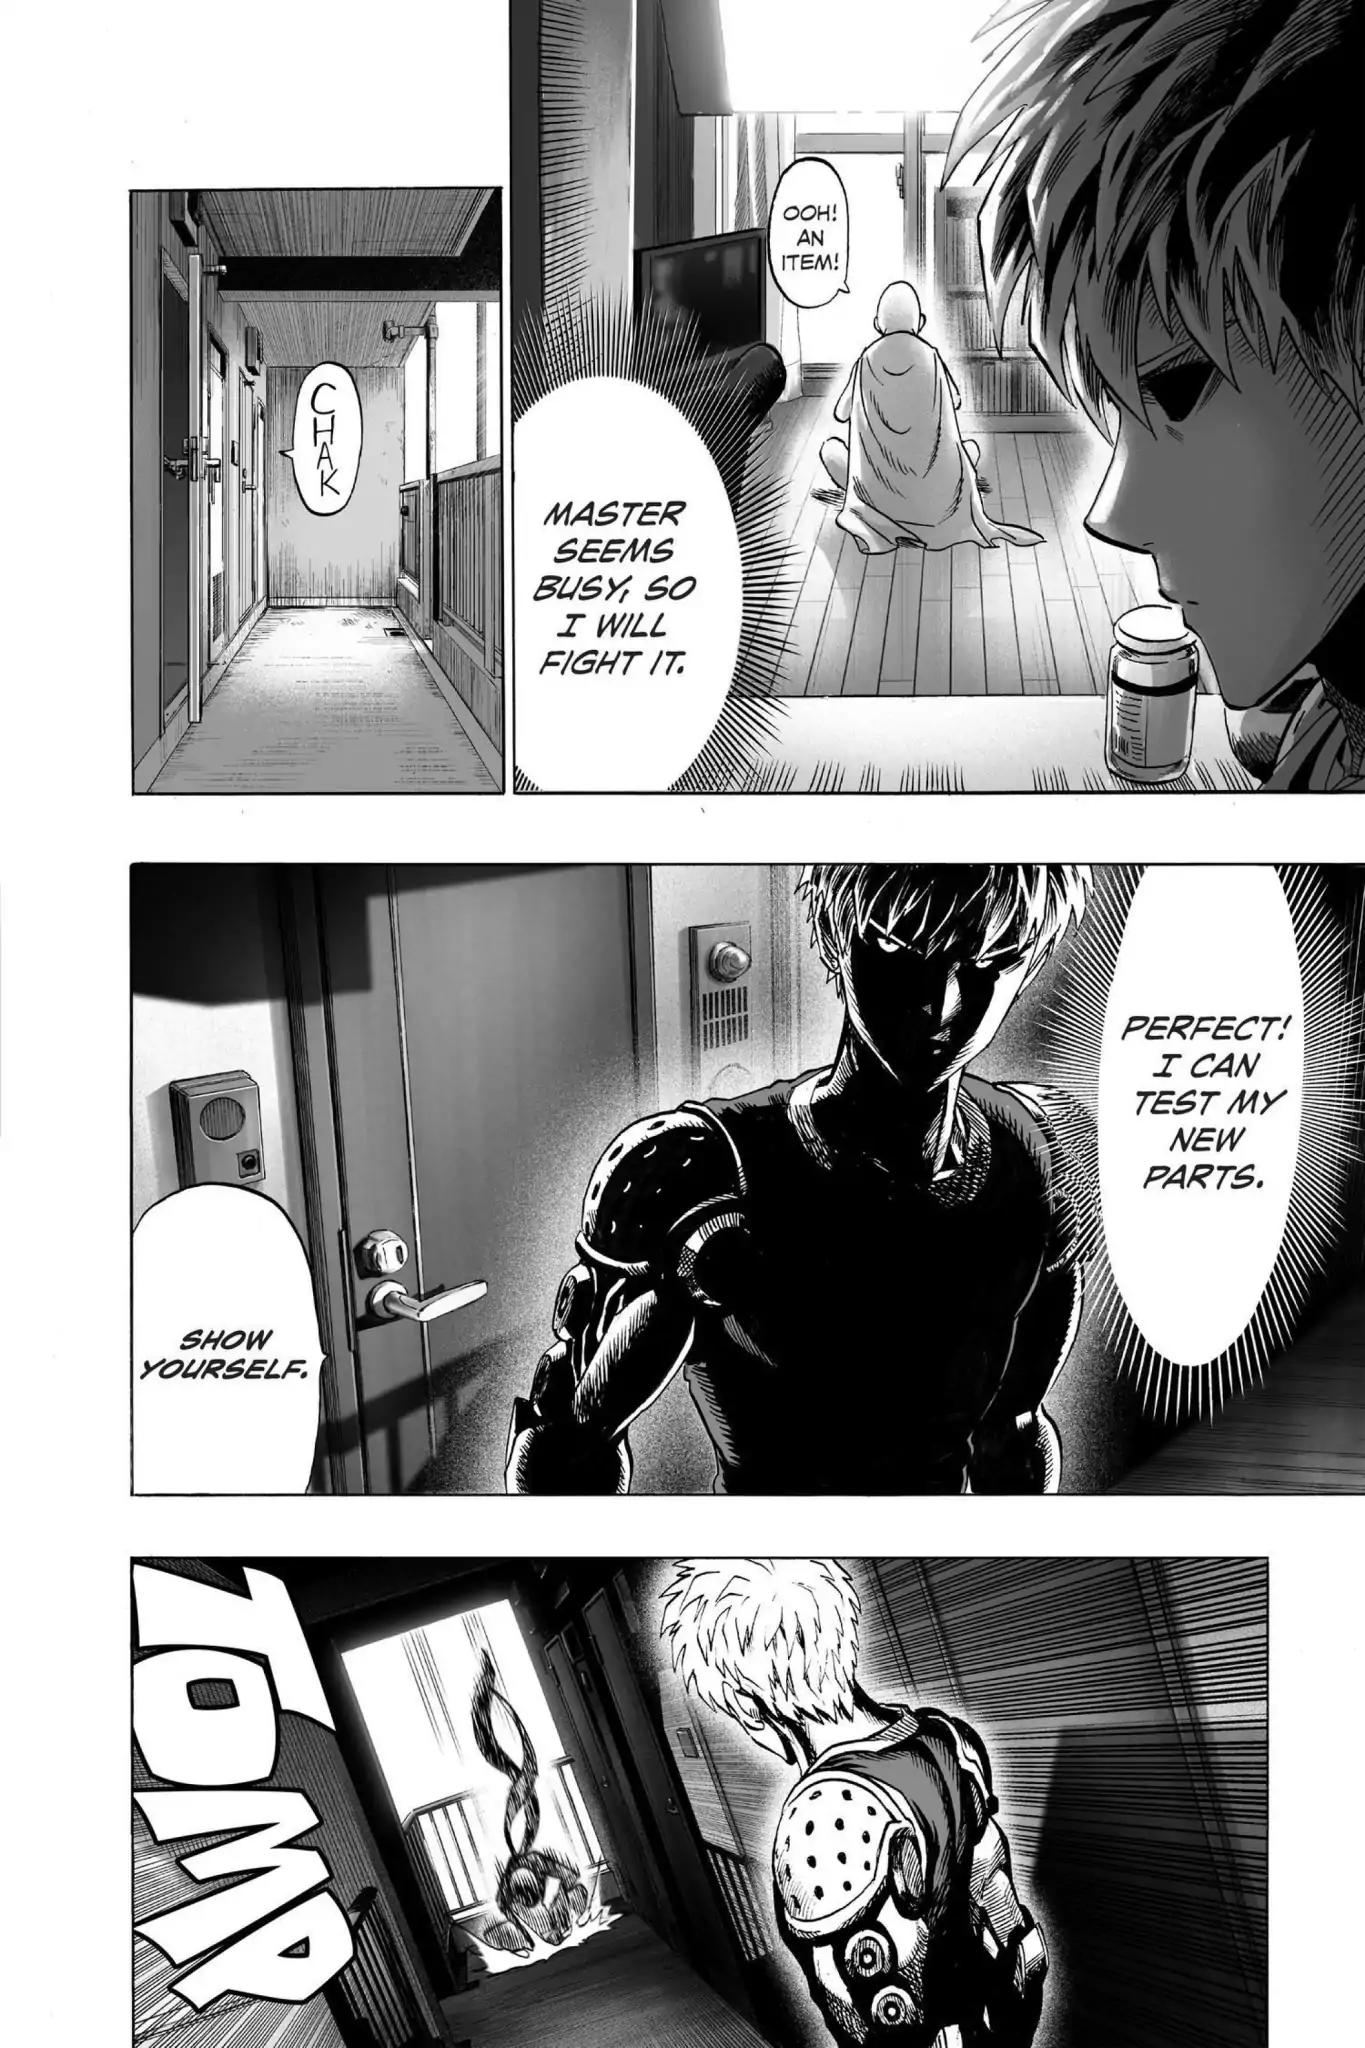 OOH!
AN
ITEM!
MASTER
SEEMS
BUSY, SO
I WILL
FIGHT IT.
CHAK
PERFECT!
I CAN
TEST MY
NEW
PARTS.
SHOW
YOURSELF.
TOMP